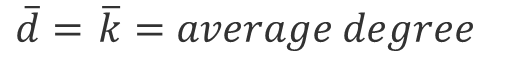 d̄ = k̄ = average degree